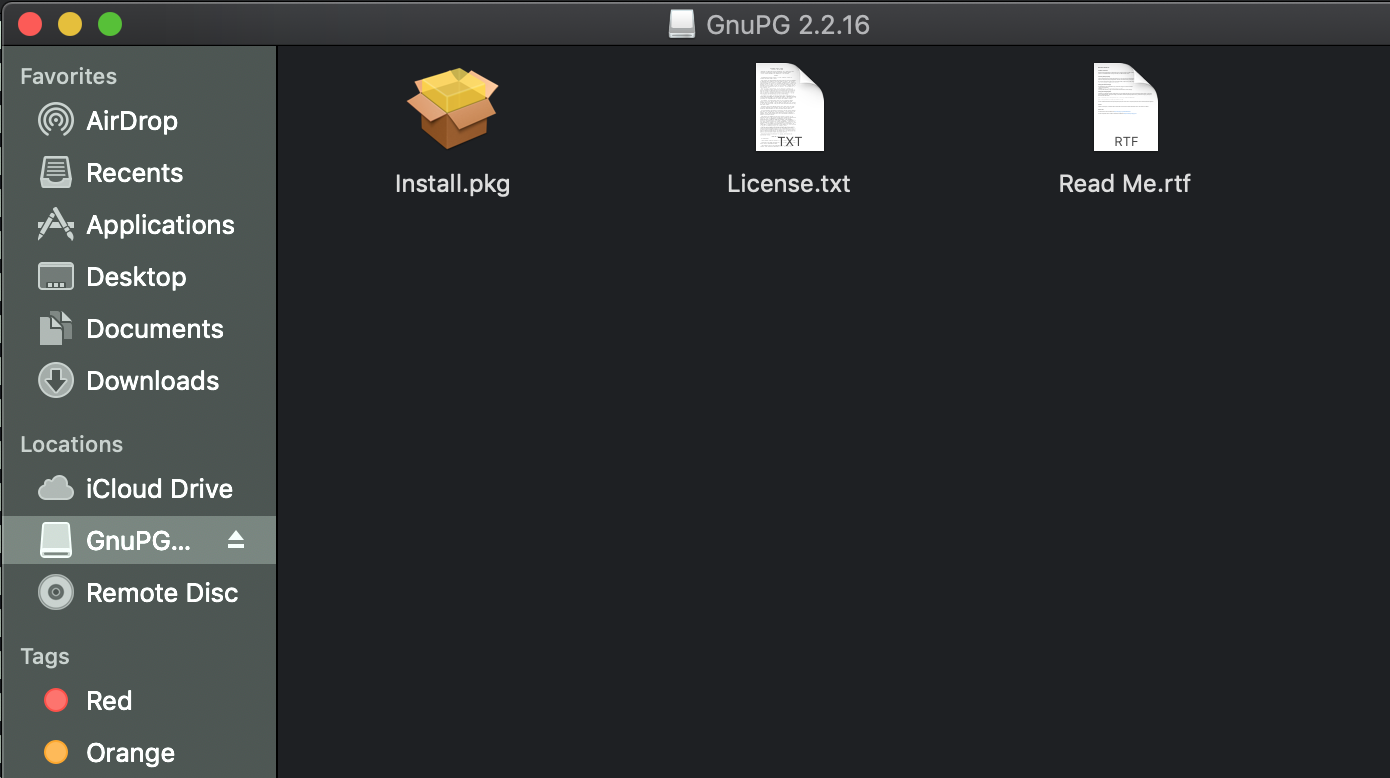 GnuPG 2.2.16
Favorites
AirDrop
Recents
Applications
Desktop
Documents
Downloads
Locations
iCloud Drive
GnuPG...
Remote Disc
Tags
Red
Orange
Install.pkg
TXT
License.txt
RTF
Read Me.rtf